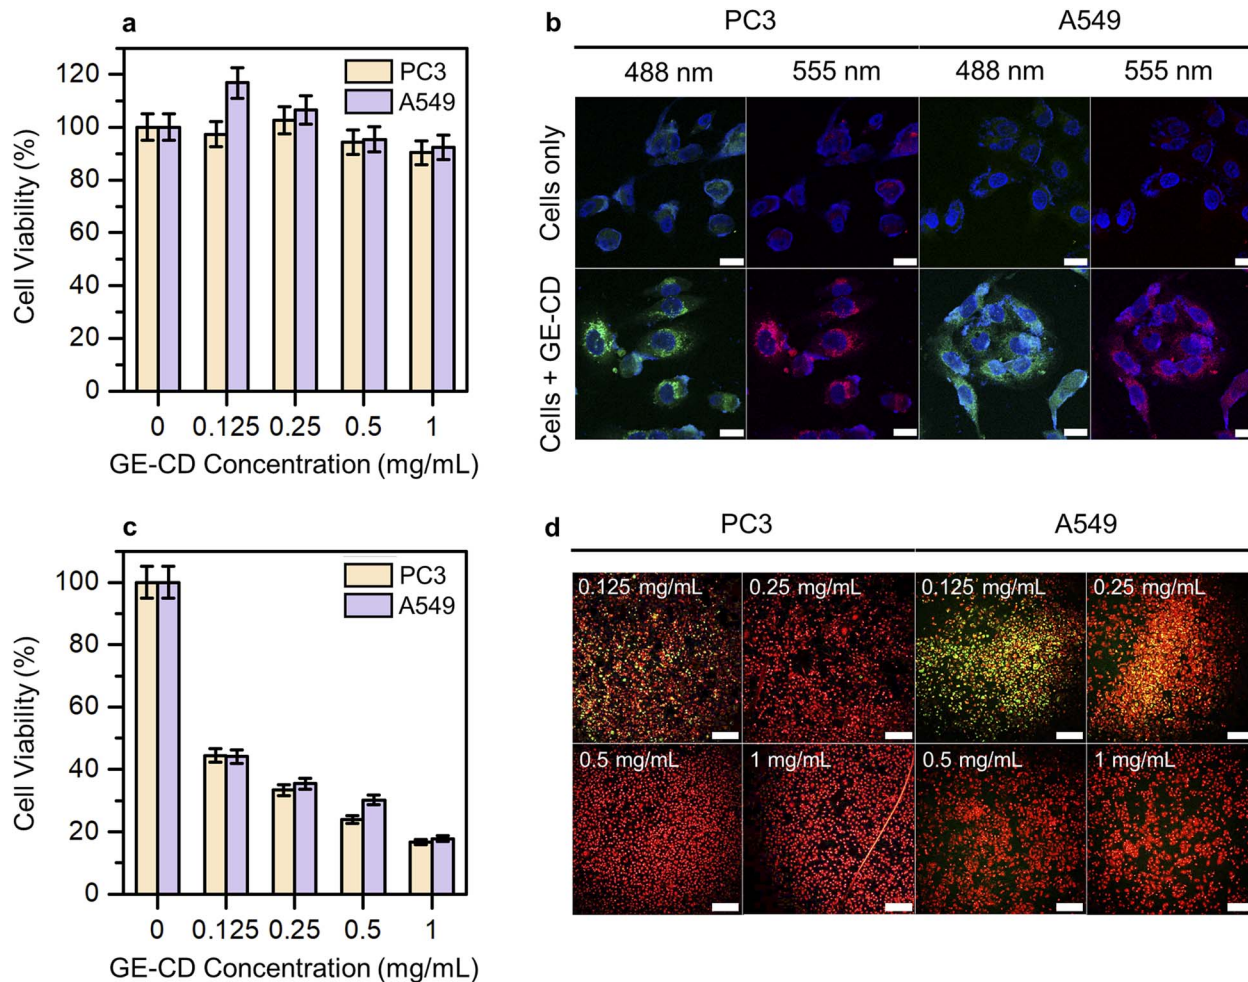 a
120
100
80
60
40
20
0
Cell Viability (%)
PC3
A549
0 0.125 0.25 0.5 1
GE-CD Concentration (mg/mL)
b
PC3 A549
488 nm 555 nm 488 nm 555 nm
Cells only
Cells + GE-CD
c
100
80
60
40
20
0
Cell Viability (%)
PC3
A549
0 0.125 0.25 0.5 1
GE-CD Concentration (mg/mL)
d
PC3 A549
0.125 mg/mL 0.25 mg/mL 0.125 mg/mL 0.25 mg/mL
0.5 mg/mL 1 mg/mL 0.5 mg/mL 1 mg/mL